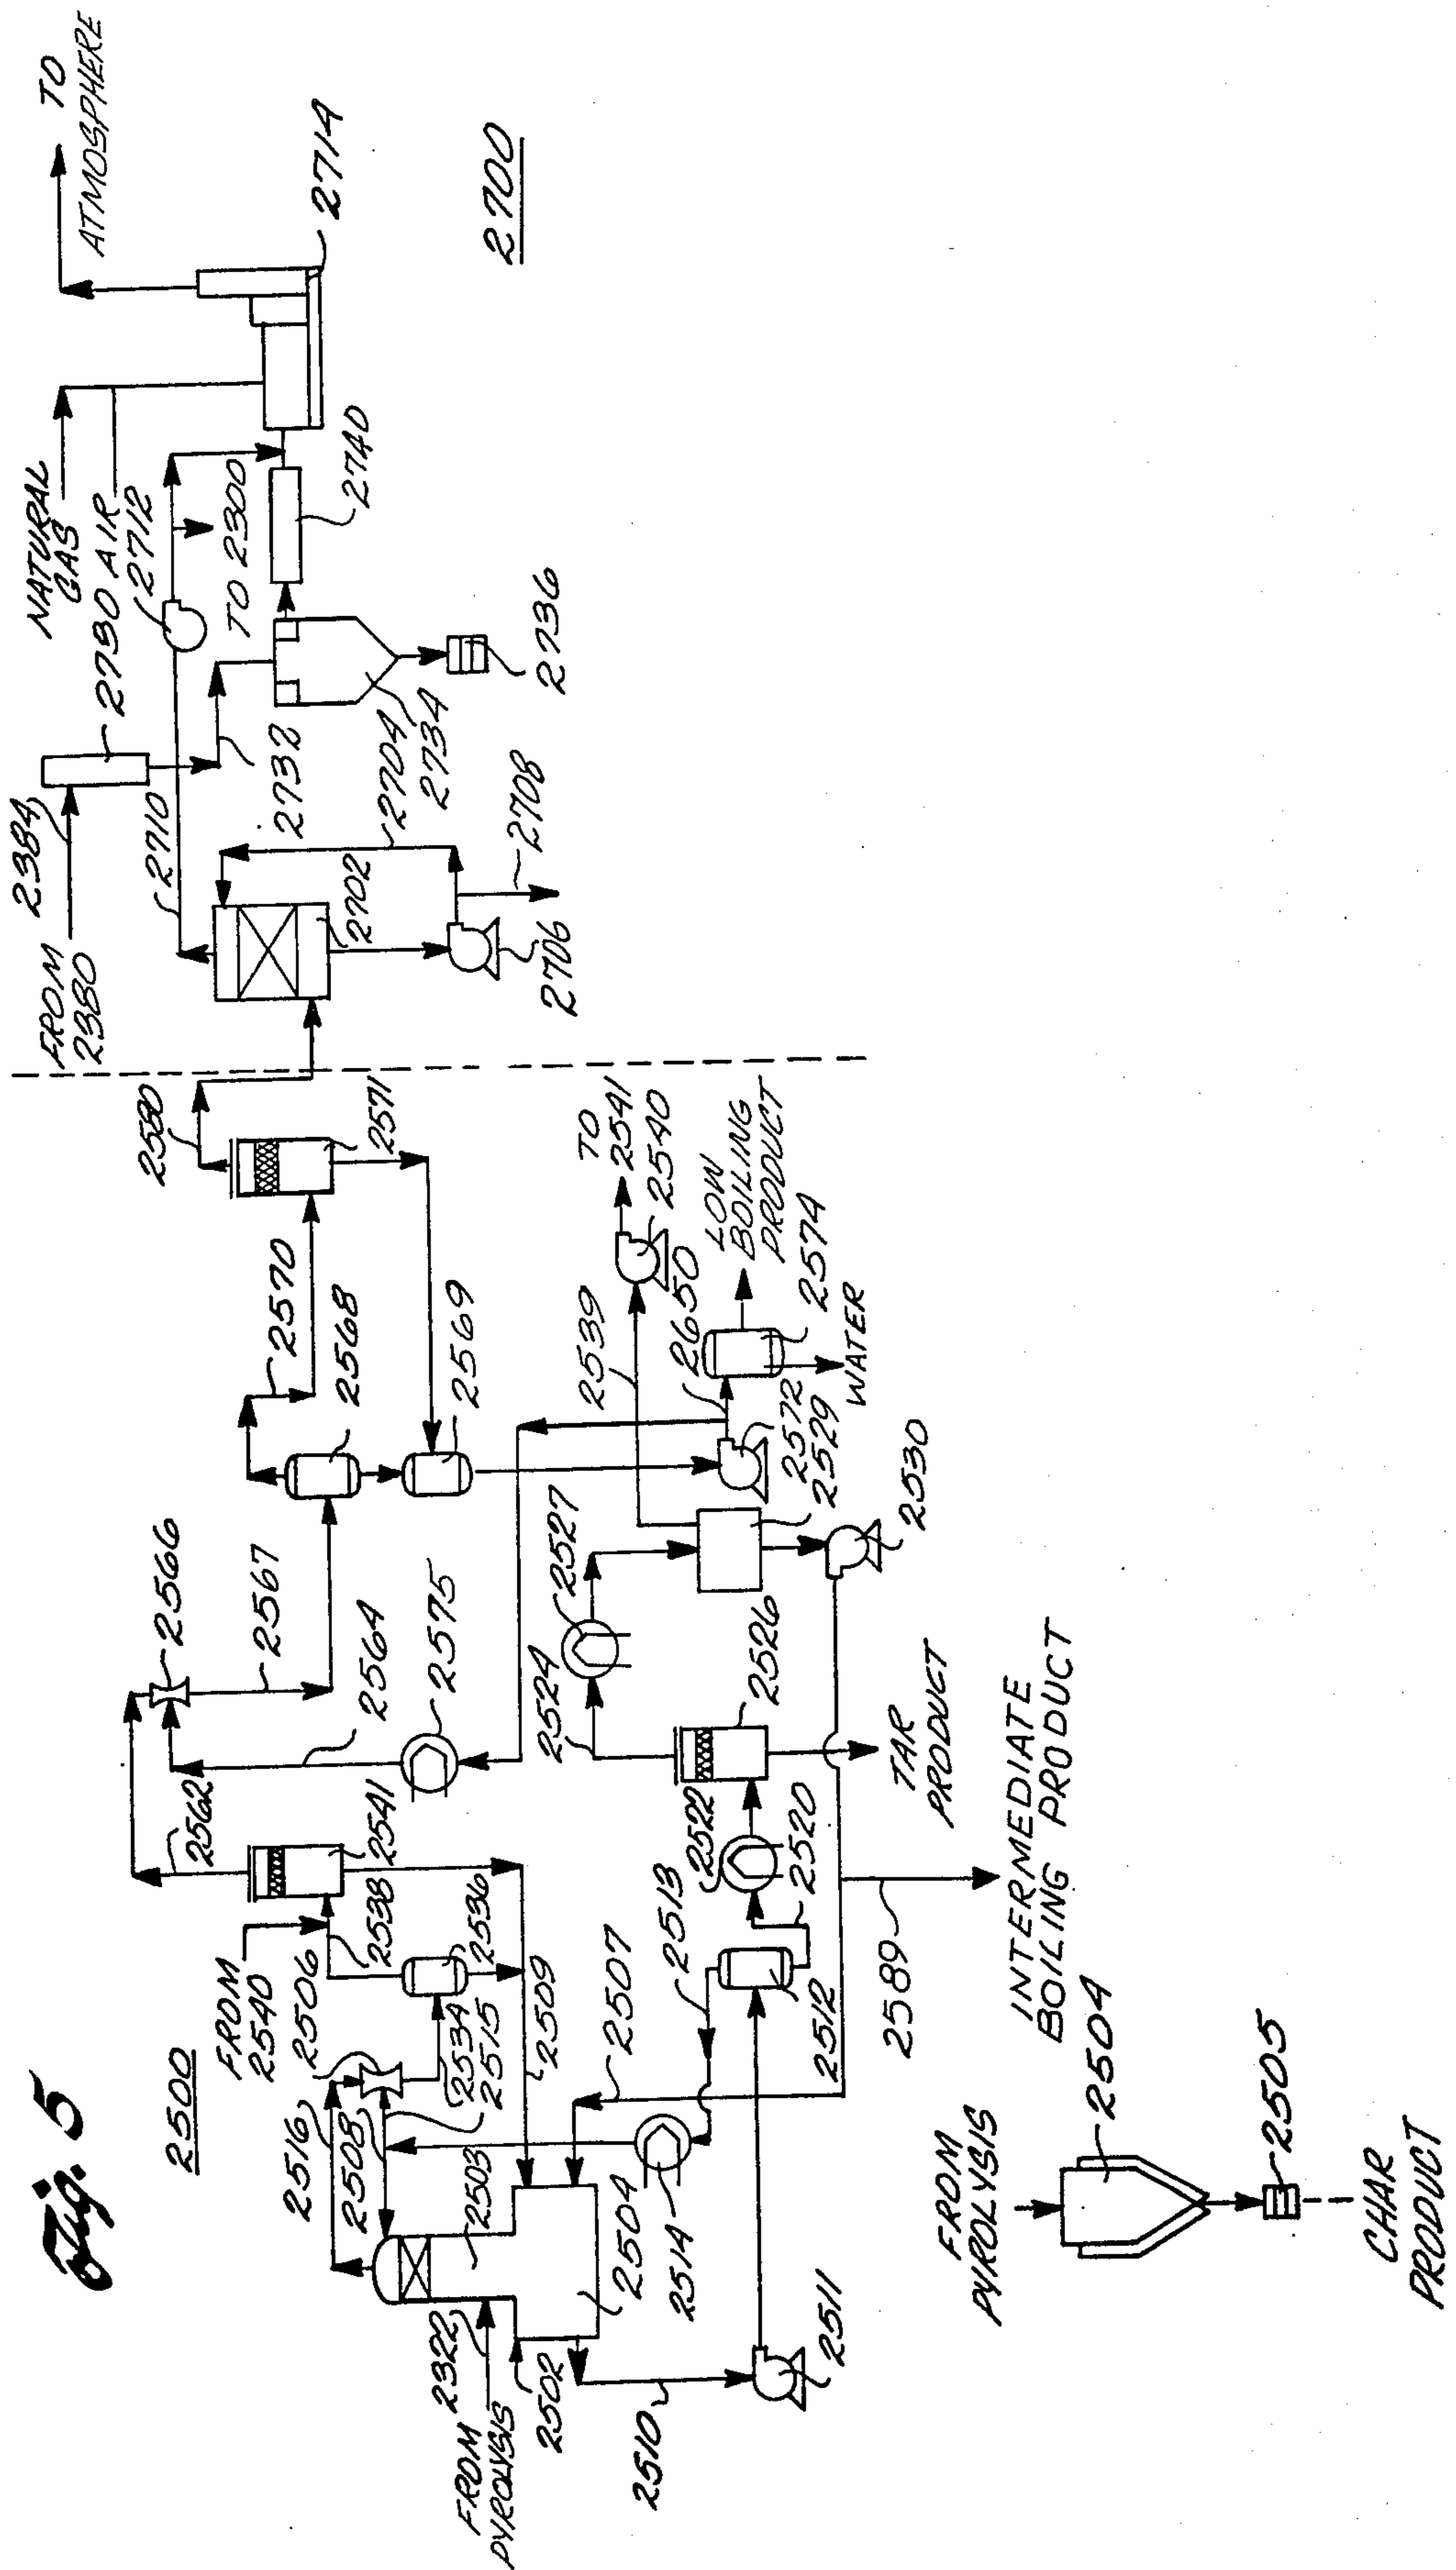 Fig. 5
2500
2516
2508
2503
2322
FROM
PYROLYSIS
2502
2510
2504
2514
2511
FROM
2540
2506
2534
2515
2538
2536
2509
2507
2513
2512
2562
2541
2566
2567
2564
2575
2522
2520
2524
2526
TAR
PRODUCT
2527
2589
INTERMEDIATE
BOILING PRODUCT
2570
2568
2569
2580
2571
2539
TO
2541
2540
2650
LOW
BOILING
PRODUCT
2574
WATER
2572
2529
2530
FROM
PYROLYSIS
2504
2505
CHAR
PRODUCT
FROM
2380
2384
2710
2702
2704
2706
2708
2730
2732
2734
2736
NATURAL
GAS
AIR
2712
TO 2300
2740
TO
ATMOSPHERE
2714
2700